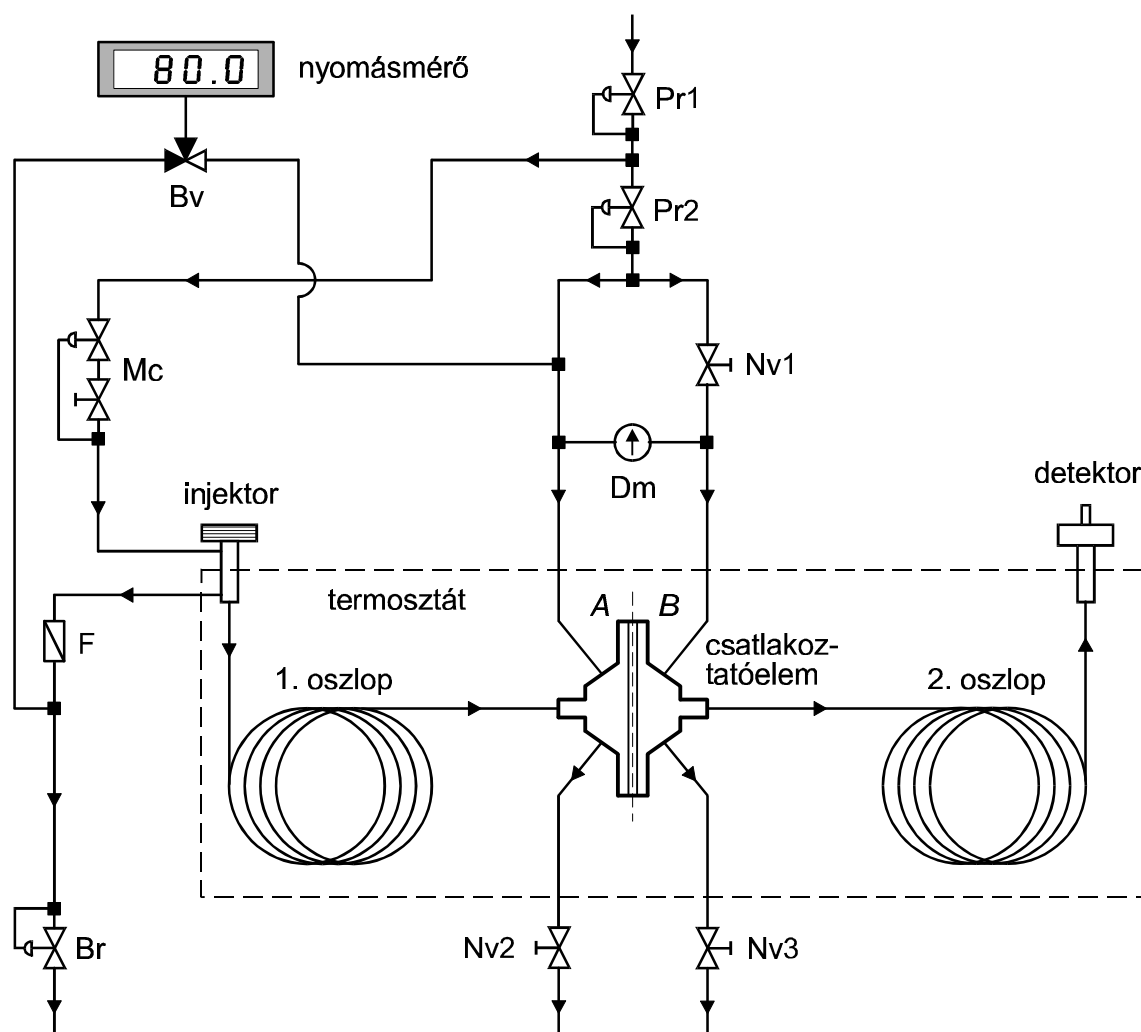 80.0
nyomásmérő
Pr1
Bv
Pr2
Mc
Nv1
Dm
injektor
detektor
termosztát
A
B
F
csatlakoz-
tatóelem
1. oszlop
2. oszlop
Br
Nv2
Nv3